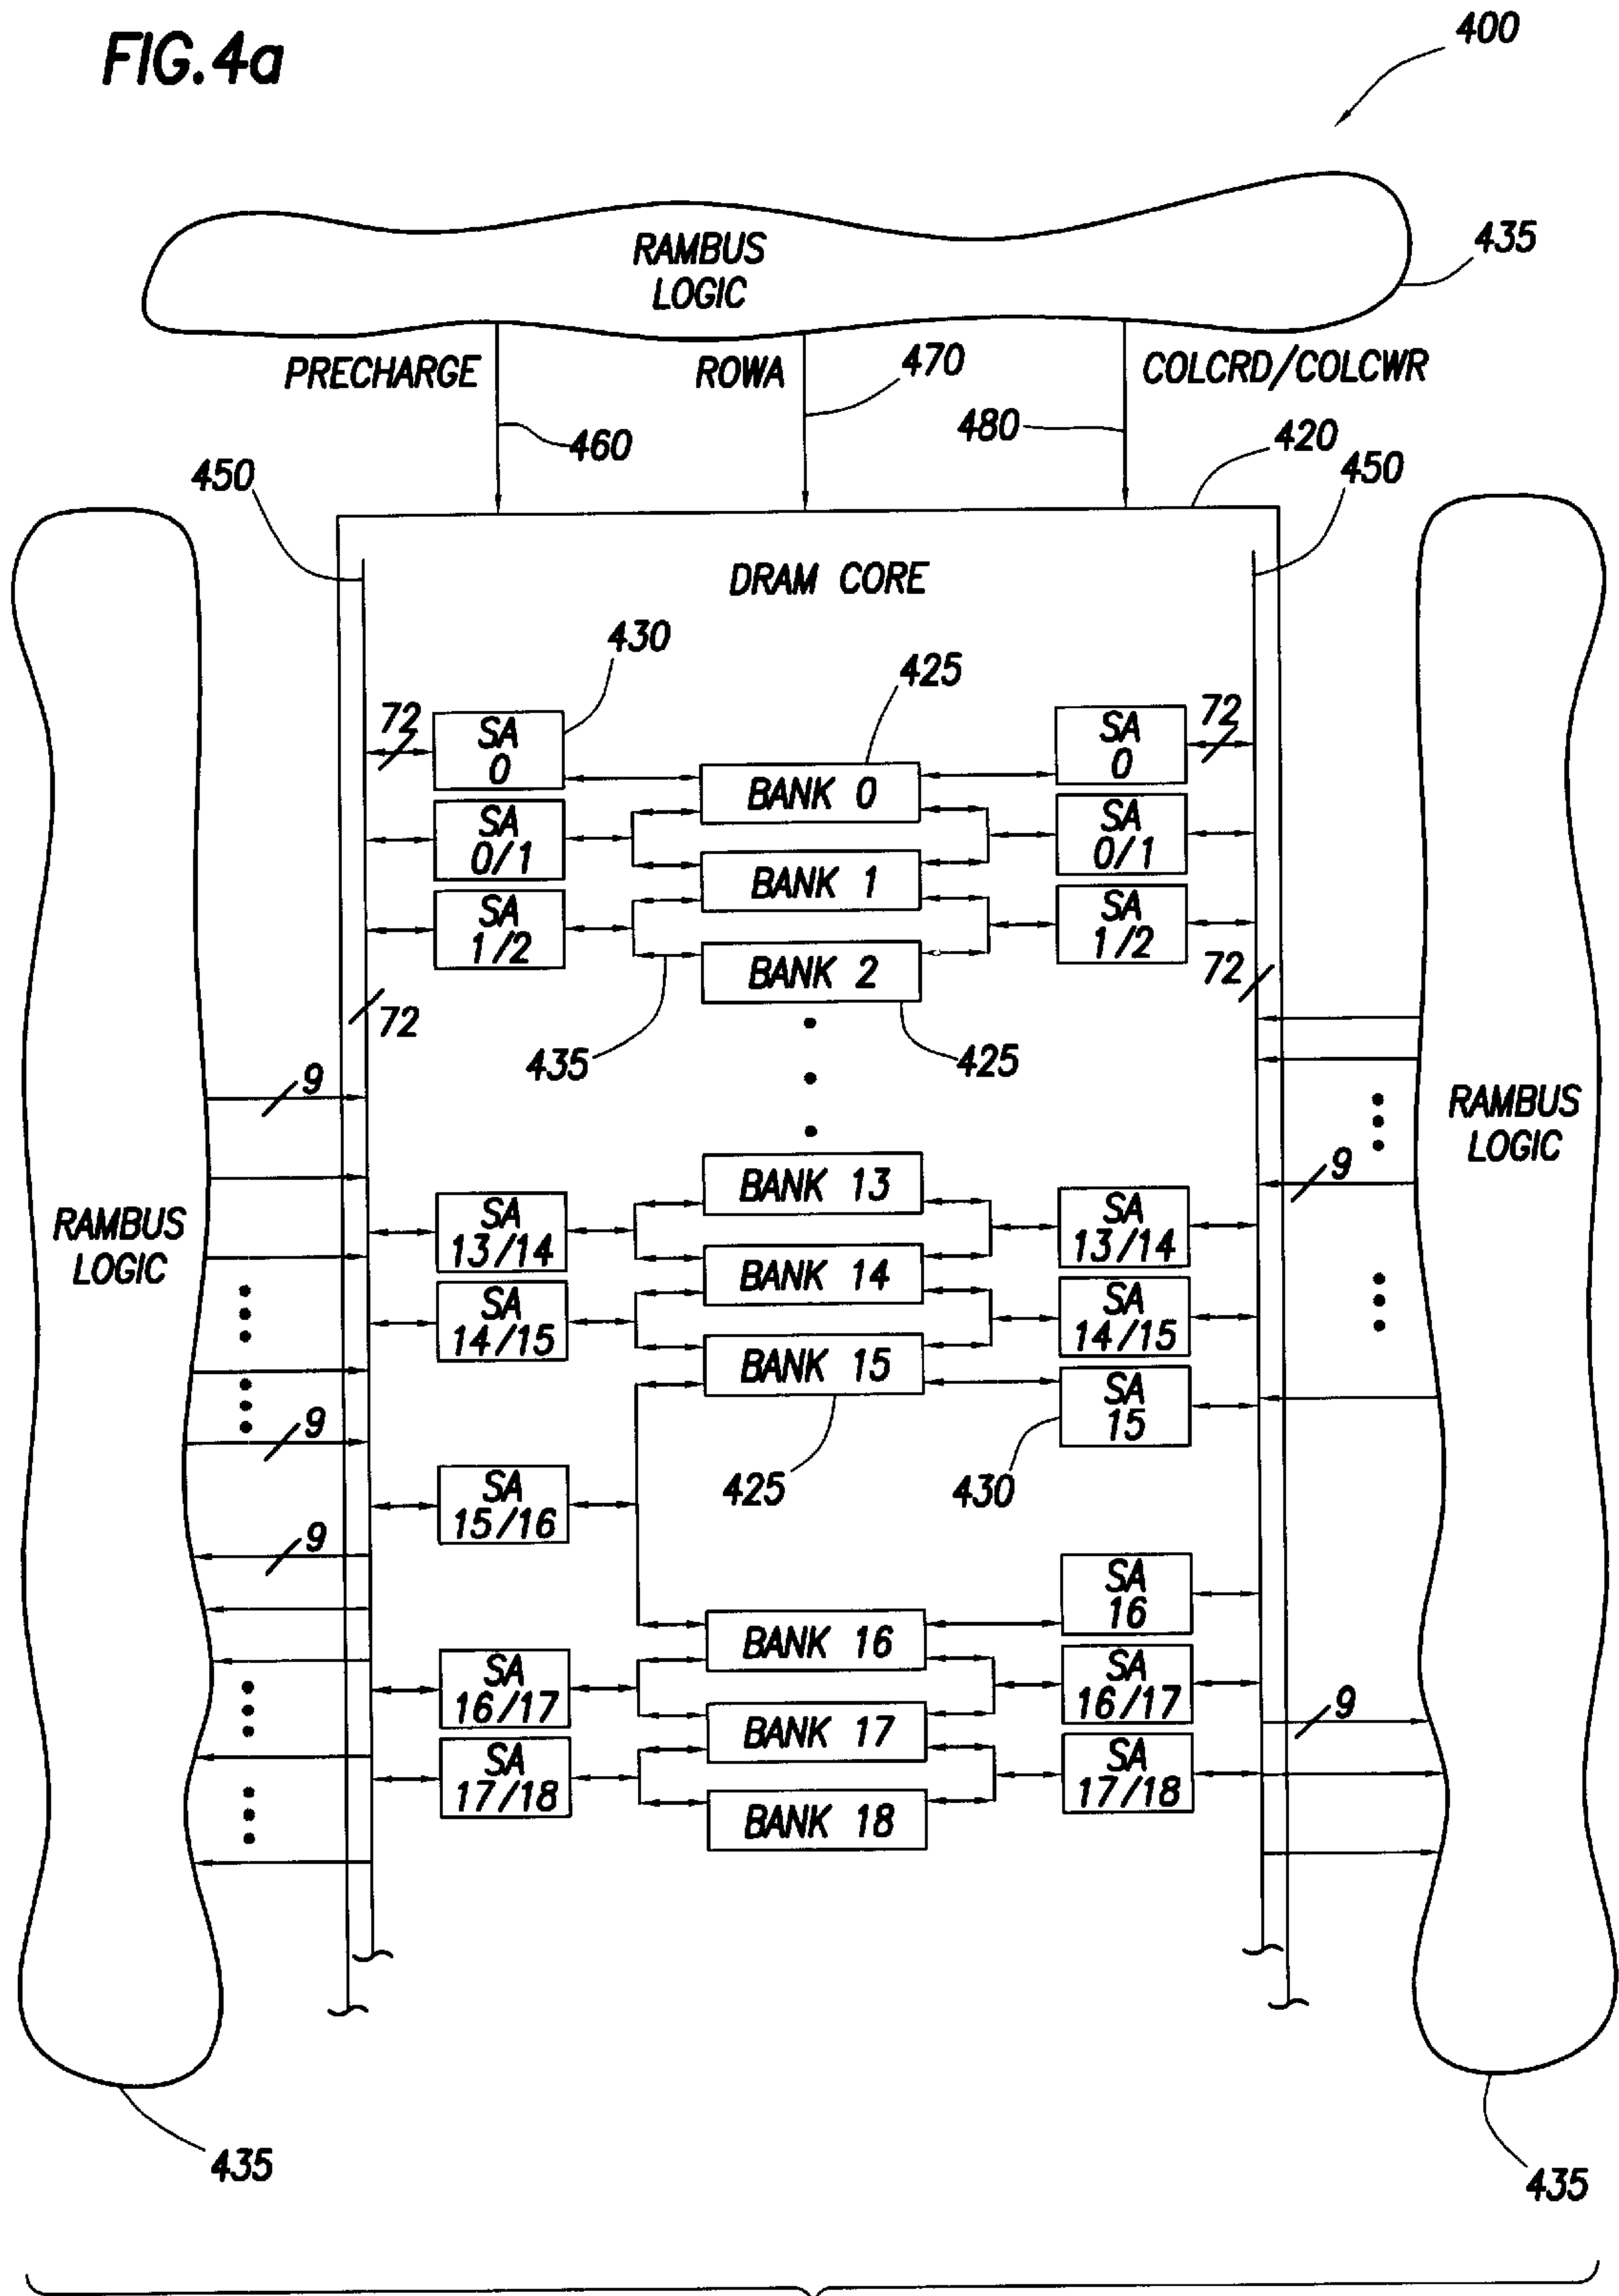 FIG.4a
400
RAMBUS
LOGIC
435
PRECHARGE
ROWA
470
COLCRD/COLCWR
460
480
420
450
450
DRAM CORE
430
425
72
SA
0
BANK 0
SA
0
72
SA
0/1
BANK 1
SA
0/1
SA
1/2
BANK 2
SA
1/2
72
72
435
425
9
RAMBUS
LOGIC
BANK 13
9
RAMBUS
LOGIC
SA
13/14
BANK 14
SA
13/14
SA
14/15
BANK 15
SA
14/15
SA
15
9
425
430
SA
15/16
9
SA
16
BANK 16
SA
16/17
SA
16/17
9
BANK 17
SA
17/18
SA
17/18
BANK 18
435
435